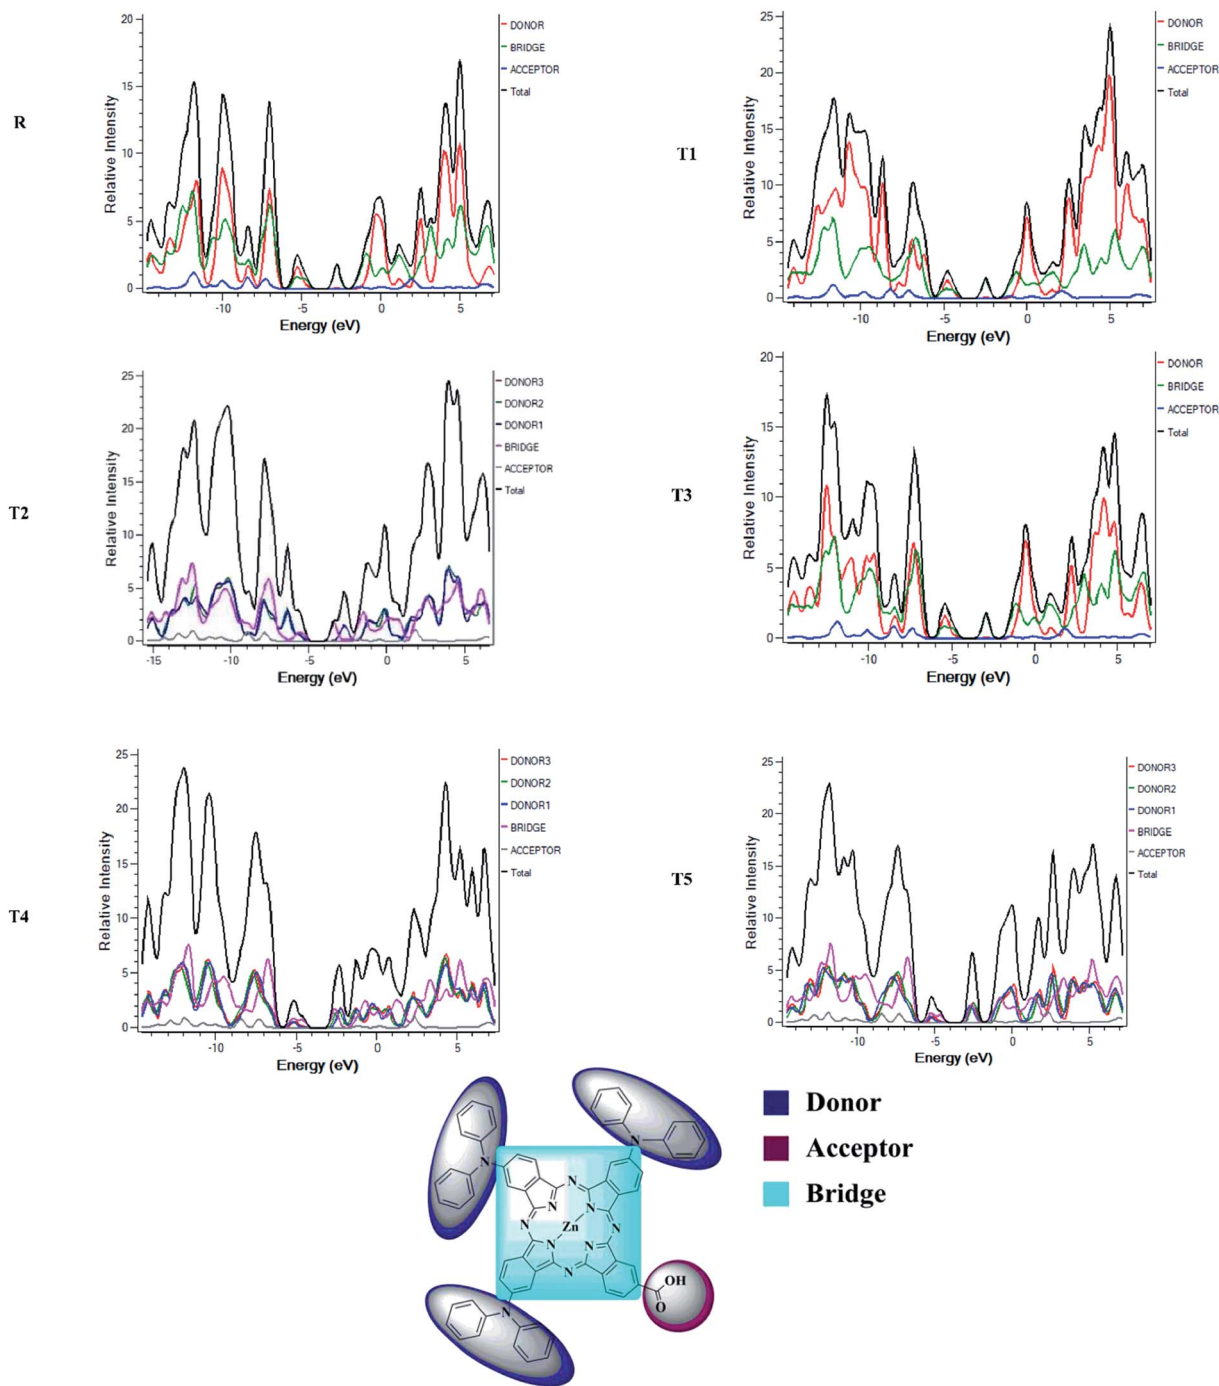 R
20
15
10
5
0
Relative Intensity
-10
-5
0
5
Energy (eV)
DONOR
BRIDGE
ACCEPTOR
Total
T1
25
20
15
10
5
0
Relative Intensity
-10
-5
0
5
Energy (eV)
DONOR
BRIDGE
ACCEPTOR
Total
T2
25
20
15
10
5
0
Relative Intensity
-15
-10
-5
0
5
Energy (eV)
DONOR3
DONOR2
DONOR1
BRIDGE
ACCEPTOR
Total
T3
20
15
10
5
0
Relative Intensity
-10
-5
0
5
Energy (eV)
DONOR
BRIDGE
ACCEPTOR
Total
T4
25
20
15
10
5
0
Relative Intensity
-10
-5
0
5
Energy (eV)
DONOR3
DONOR2
DONOR1
BRIDGE
ACCEPTOR
Total
T5
25
20
15
10
5
0
Relative Intensity
-10
-5
0
5
Energy (eV)
DONOR3
DONOR2
DONOR1
BRIDGE
ACCEPTOR
Total
N
N
N
N
N
N
N
Zn
N
N
N
N
OH
O
N
Donor
Acceptor
Bridge